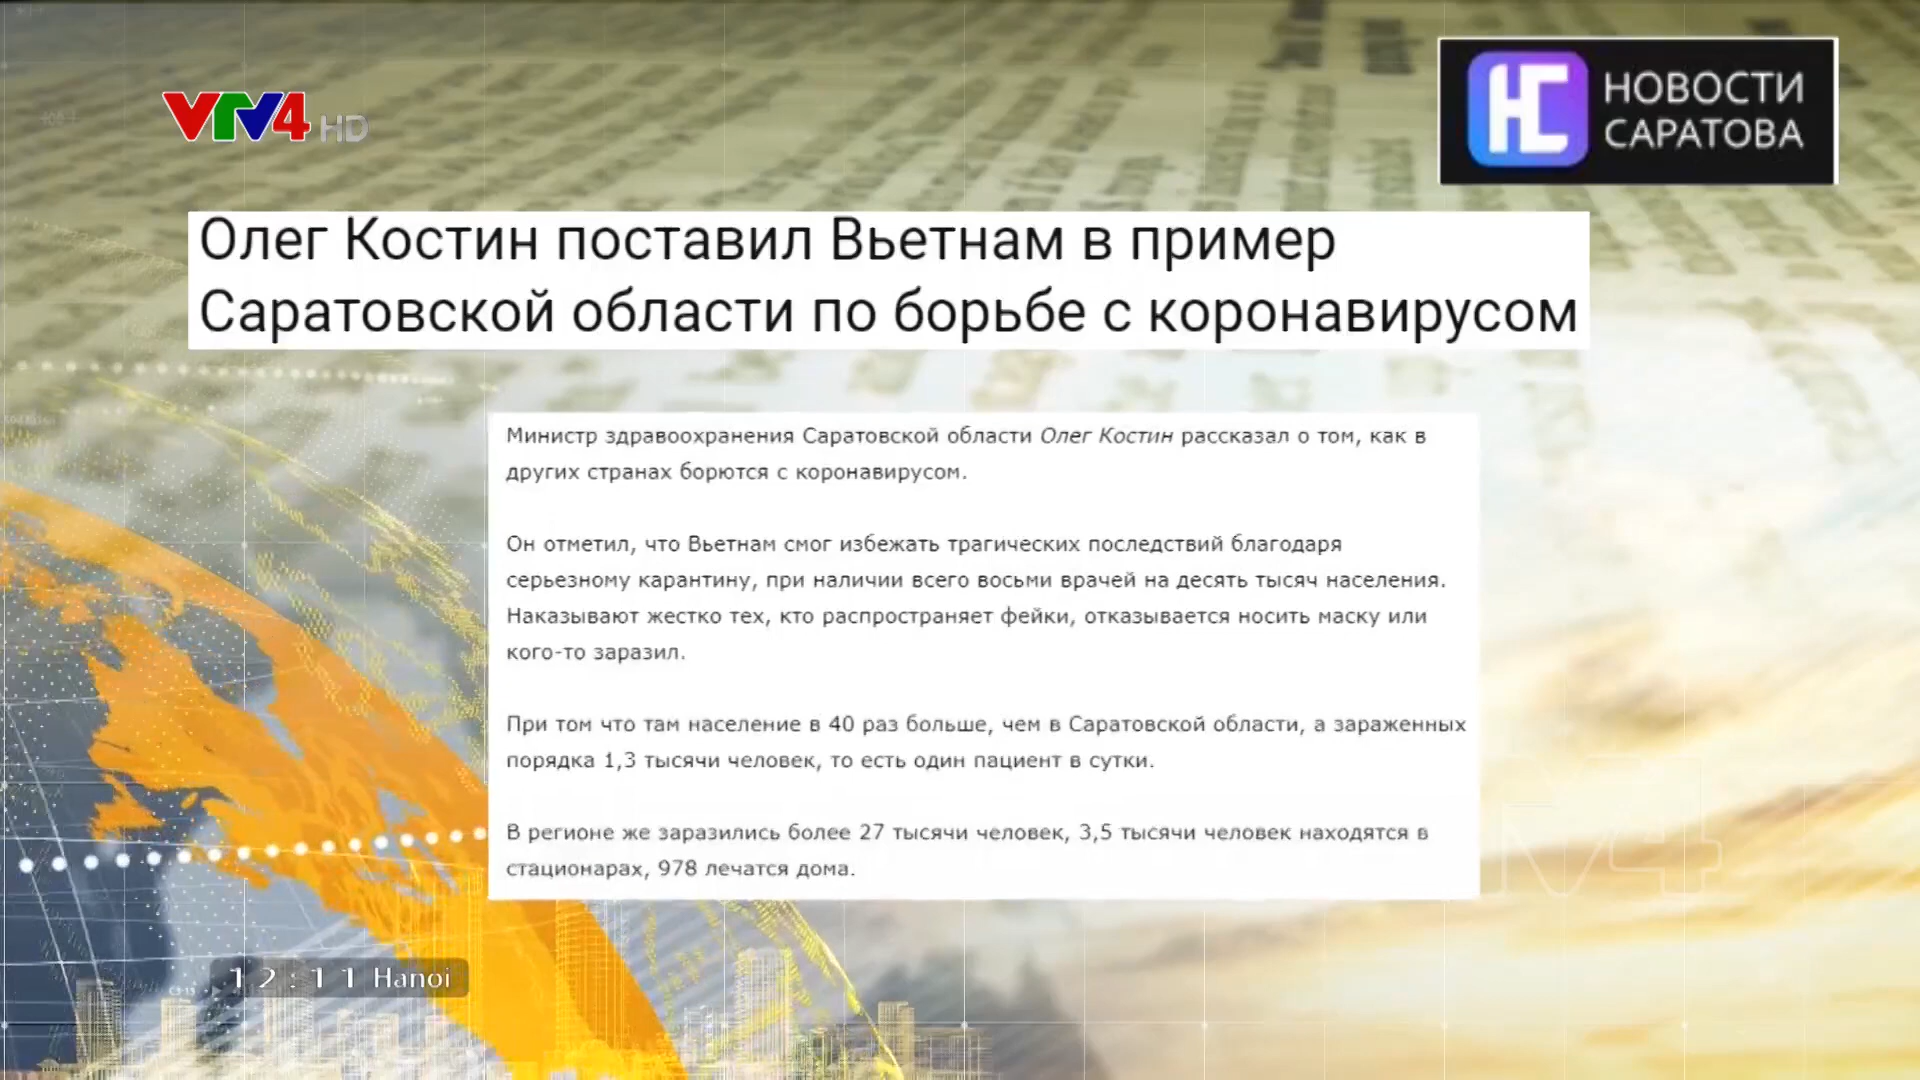 VTV4 HD
НС НОВОСТИ
САРАТОВА
Олег Костин поставил Вьетнам в пример
Саратовской области по борьбе с коронавирусом
Министр здравоохранения Саратовской области Олег Костин рассказал о том, как в
других странах борются с коронавирусом.
Он отметил, что Вьетнам смог избежать трагических последствий благодаря
серьезному карантину, при наличии всего восьми врачей на десять тысяч населения.
Наказывают жестко тех, кто распространяет фейки, отказывается носить маску или
кого-то заразил.
При том что там население в 40 раз больше, чем в Саратовской области, а зараженных
порядка 1,3 тысячи человек, то есть один пациент в сутки.
В регионе же заразились более 27 тысячи человек, 3,5 тысячи человек находятся в
стационарах, 978 лечатся дома.
12:11 Hanoi